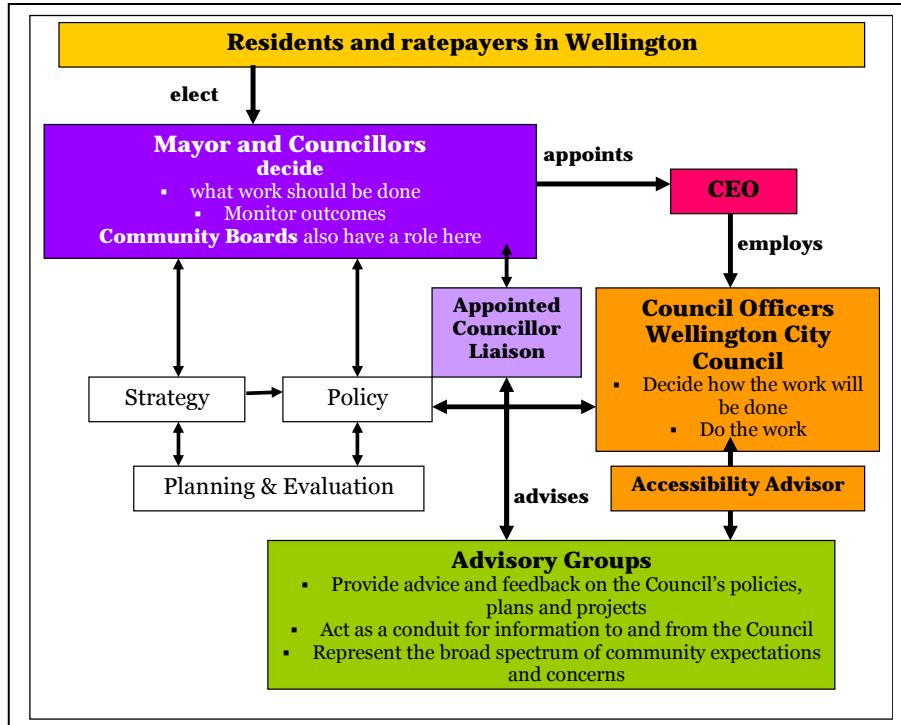 Residents and ratepayers in Wellington
elect
Mayor and Councillors
decide
▪ what work should be done
▪ Monitor outcomes
Community Boards also have a role here
appoints
CEO
employs
Appointed
Councillor
Liaison
Council Officers
Wellington City
Council
▪ Decide how the work will
be done
▪ Do the work
Strategy
Policy
Planning & Evaluation
advises
Accessibility Advisor
Advisory Groups
▪ Provide advice and feedback on the Council's policies,
plans and projects
▪ Act as a conduit for information to and from the Council
▪ Represent the broad spectrum of community expectations
and concerns